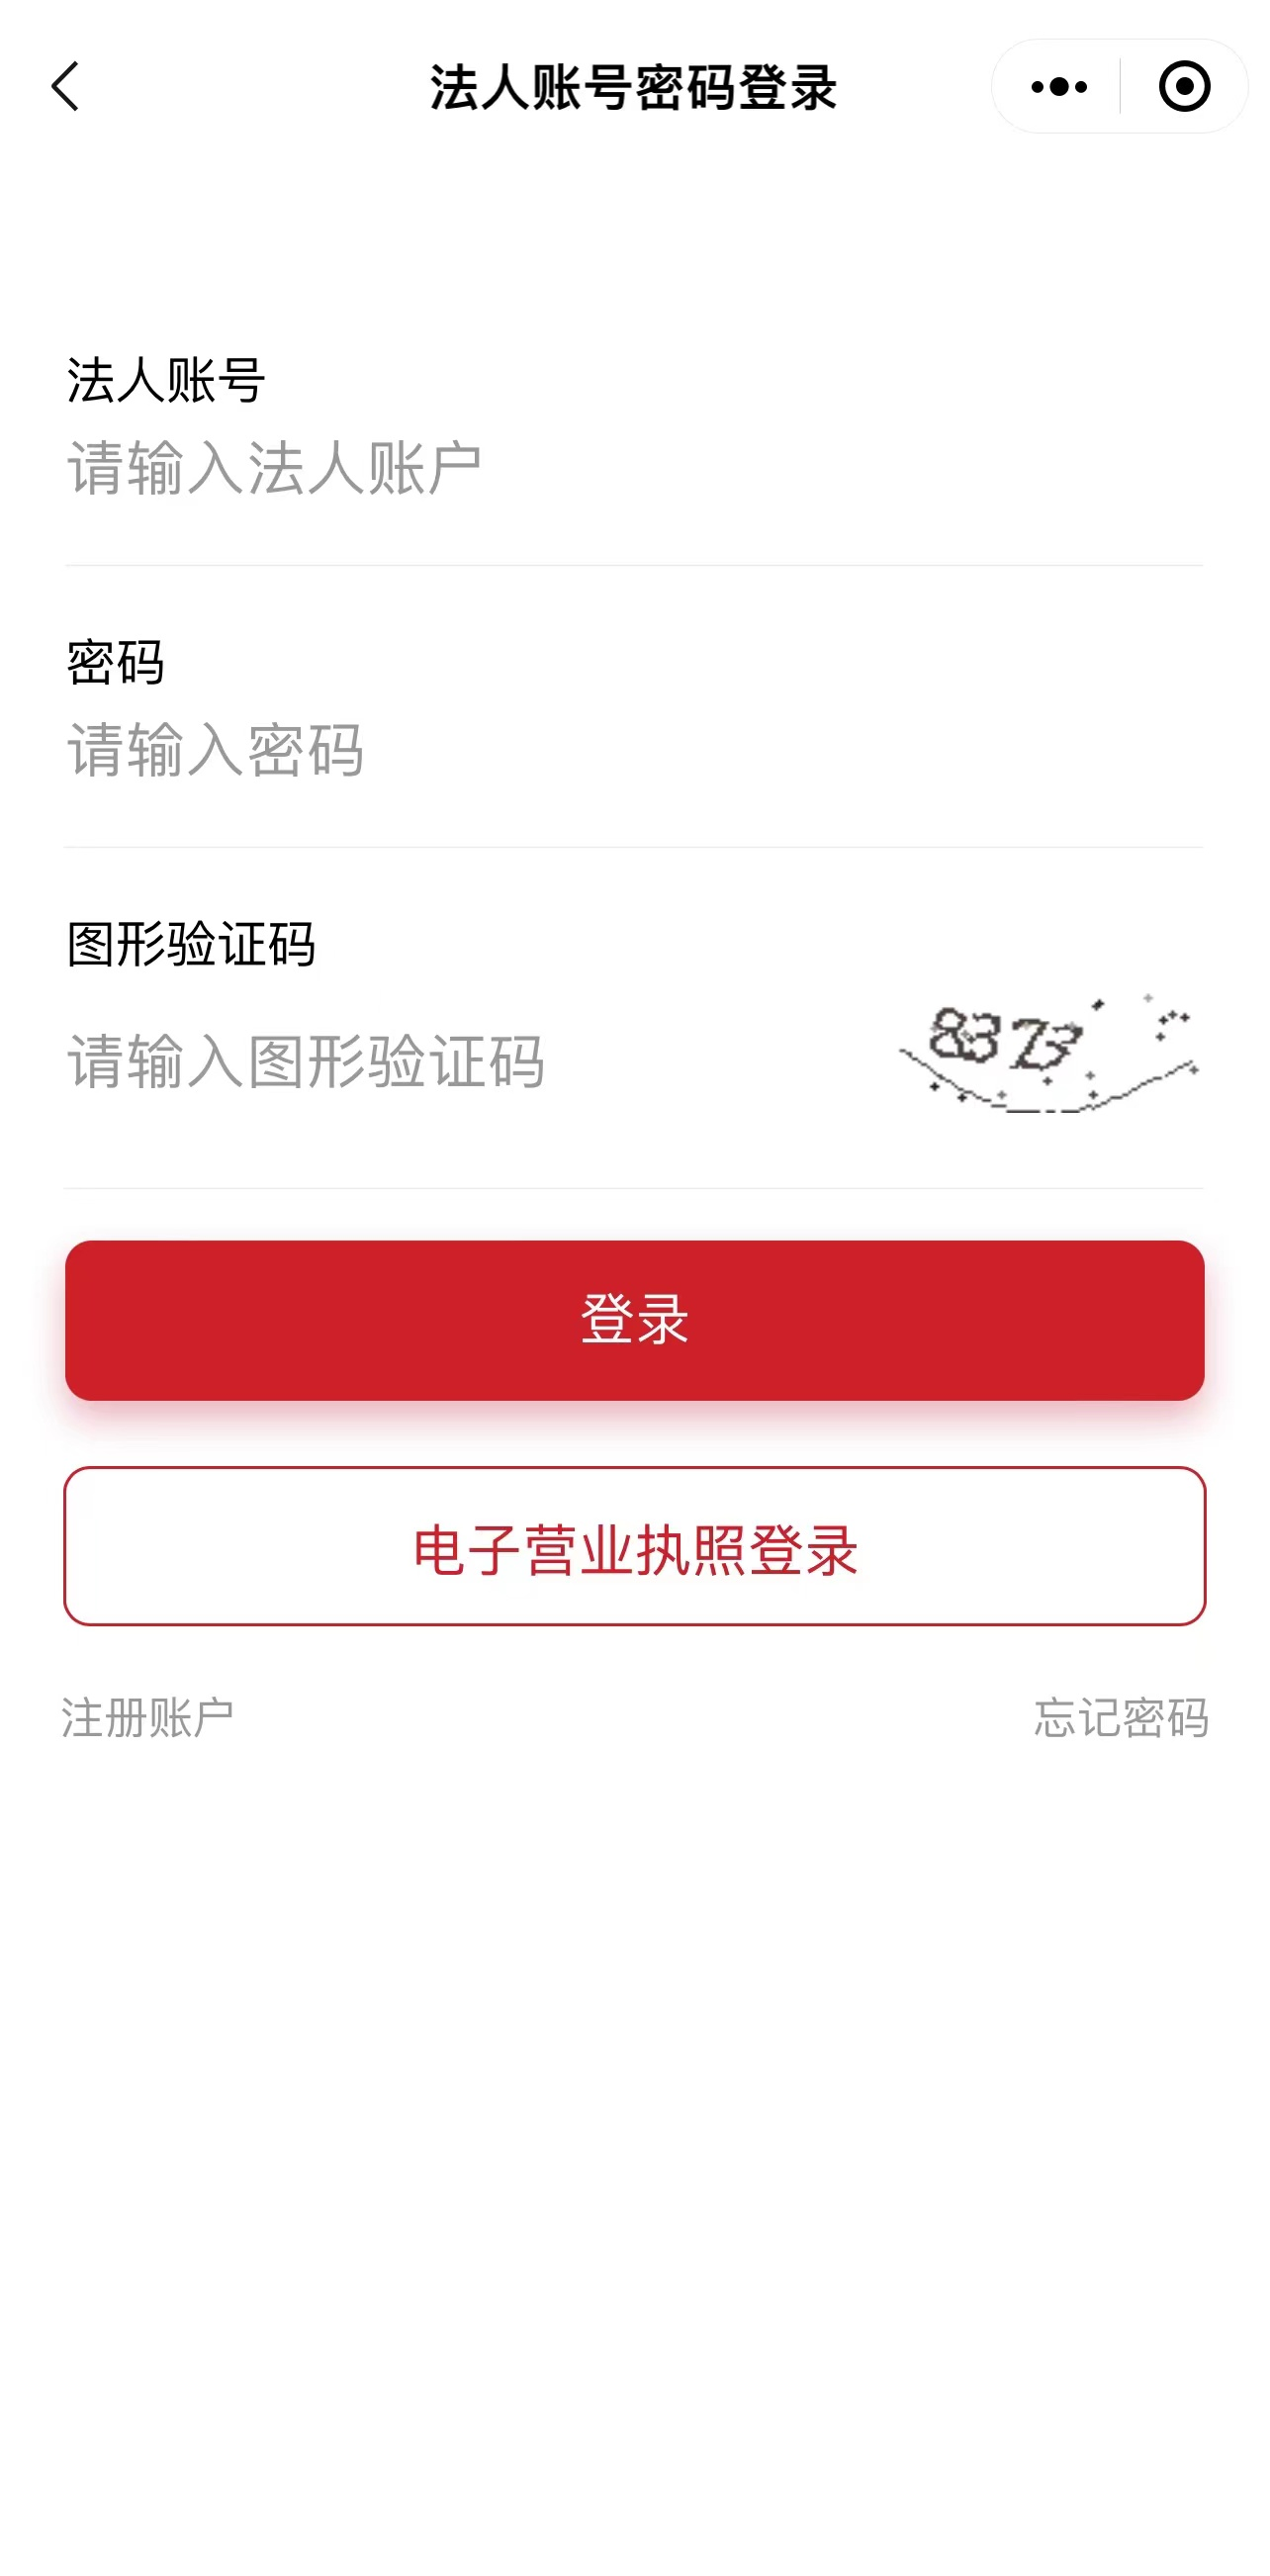 法人账号密码登录
法人账号
请输入法人账户
密码
请输入密码
图形验证码
请输入图形验证码
8373
登录
电子营业执照登录
注册账户
忘记密码